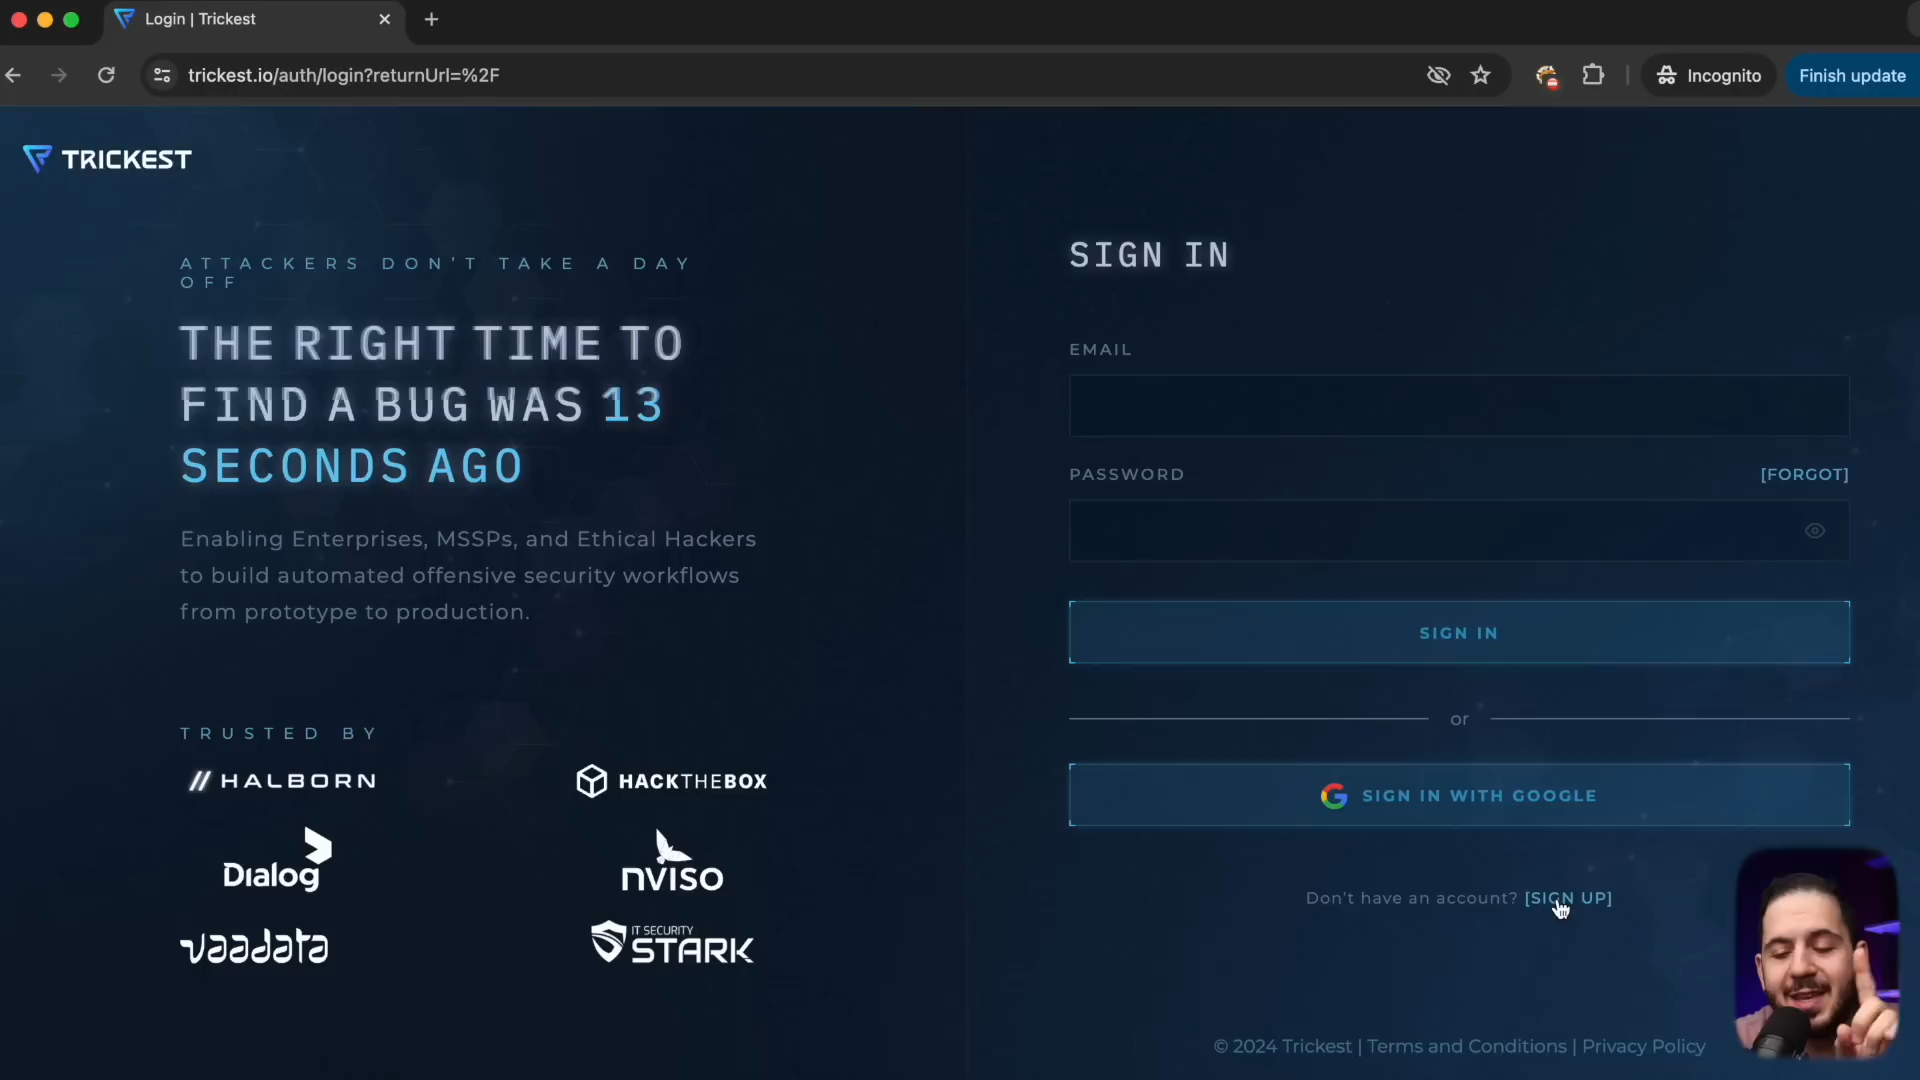 Login | Trickest
trickest.io/auth/login?returnUrl=%2F
Incognito
Finish update
TRICKEST
ATTACKERS DON'T TAKE A DAY
OFF
THE RIGHT TIME TO
FIND A BUG WAS 13
SECONDS AGO
Enabling Enterprises, MSSPs, and Ethical Hackers
to build automated offensive security workflows
from prototype to production.
TRUSTED BY
HALBORN
HACKTHEBOX
Dialog
nviso
vaadata
IT SECURITY
STARK
SIGN IN
EMAIL
PASSWORD
[FORGOT]
SIGN IN
or
SIGN IN WITH GOOGLE
Don't have an account? [SIGN UP]
© 2024 Trickest | Terms and Conditions | Privacy Policy